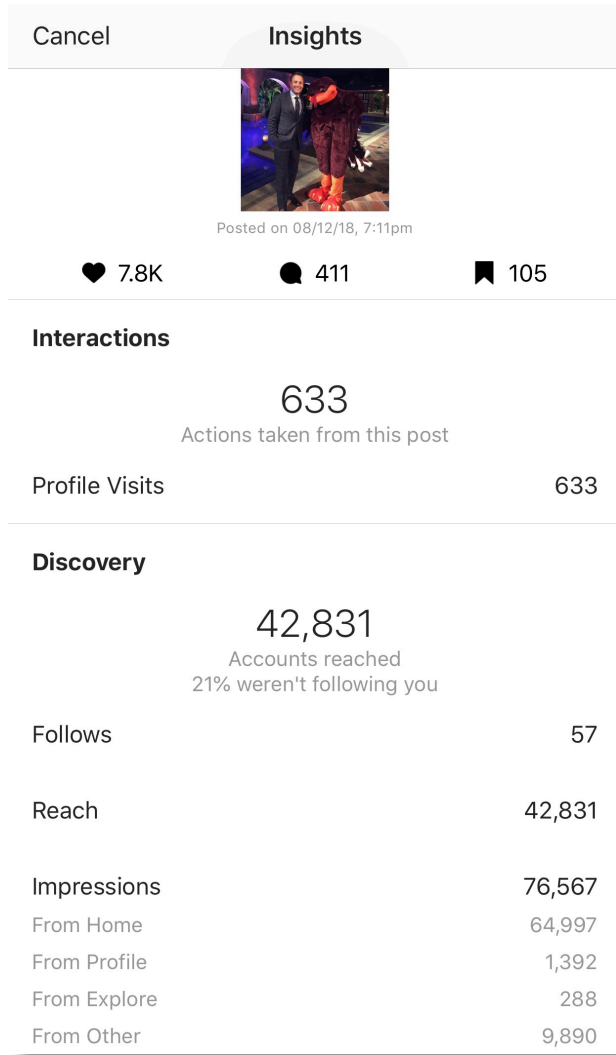 Cancel Insights
Posted on 08/12/18, 7:11pm
7.8K 411 105
Interactions
633
Actions taken from this post
Profile Visits 633
Discovery
42,831
Accounts reached
21% weren't following you
Follows 57
Reach 42,831
Impressions 76,567
From Home 64,997
From Profile 1,392
From Explore 288
From Other 9,890